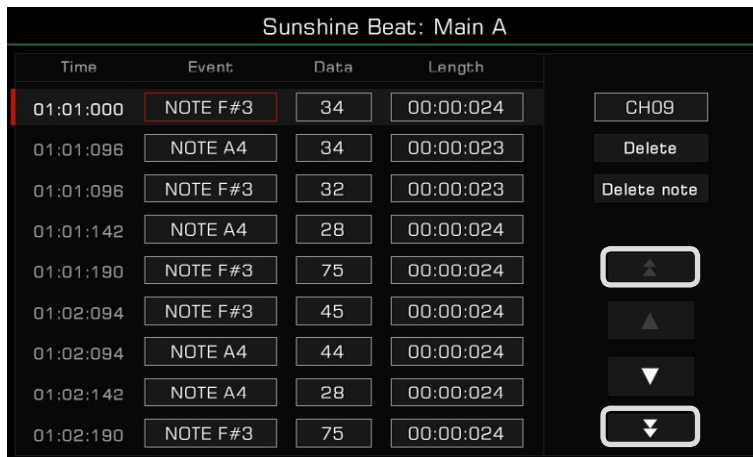 Sunshine Beat: Main A
Time Event Data Length
01:01:000 NOTE F#3 34 00:00:024 CH09
01:01:096 NOTE A4 34 00:00:023 Delete
01:01:096 NOTE F#3 32 00:00:023 Delete note
01:01:142 NOTE A4 28 00:00:024
01:01:190 NOTE F#3 75 00:00:024
01:02:094 NOTE F#3 45 00:00:024
01:02:094 NOTE A4 44 00:00:024
01:02:142 NOTE A4 28 00:00:024
01:02:190 NOTE F#3 75 00:00:024